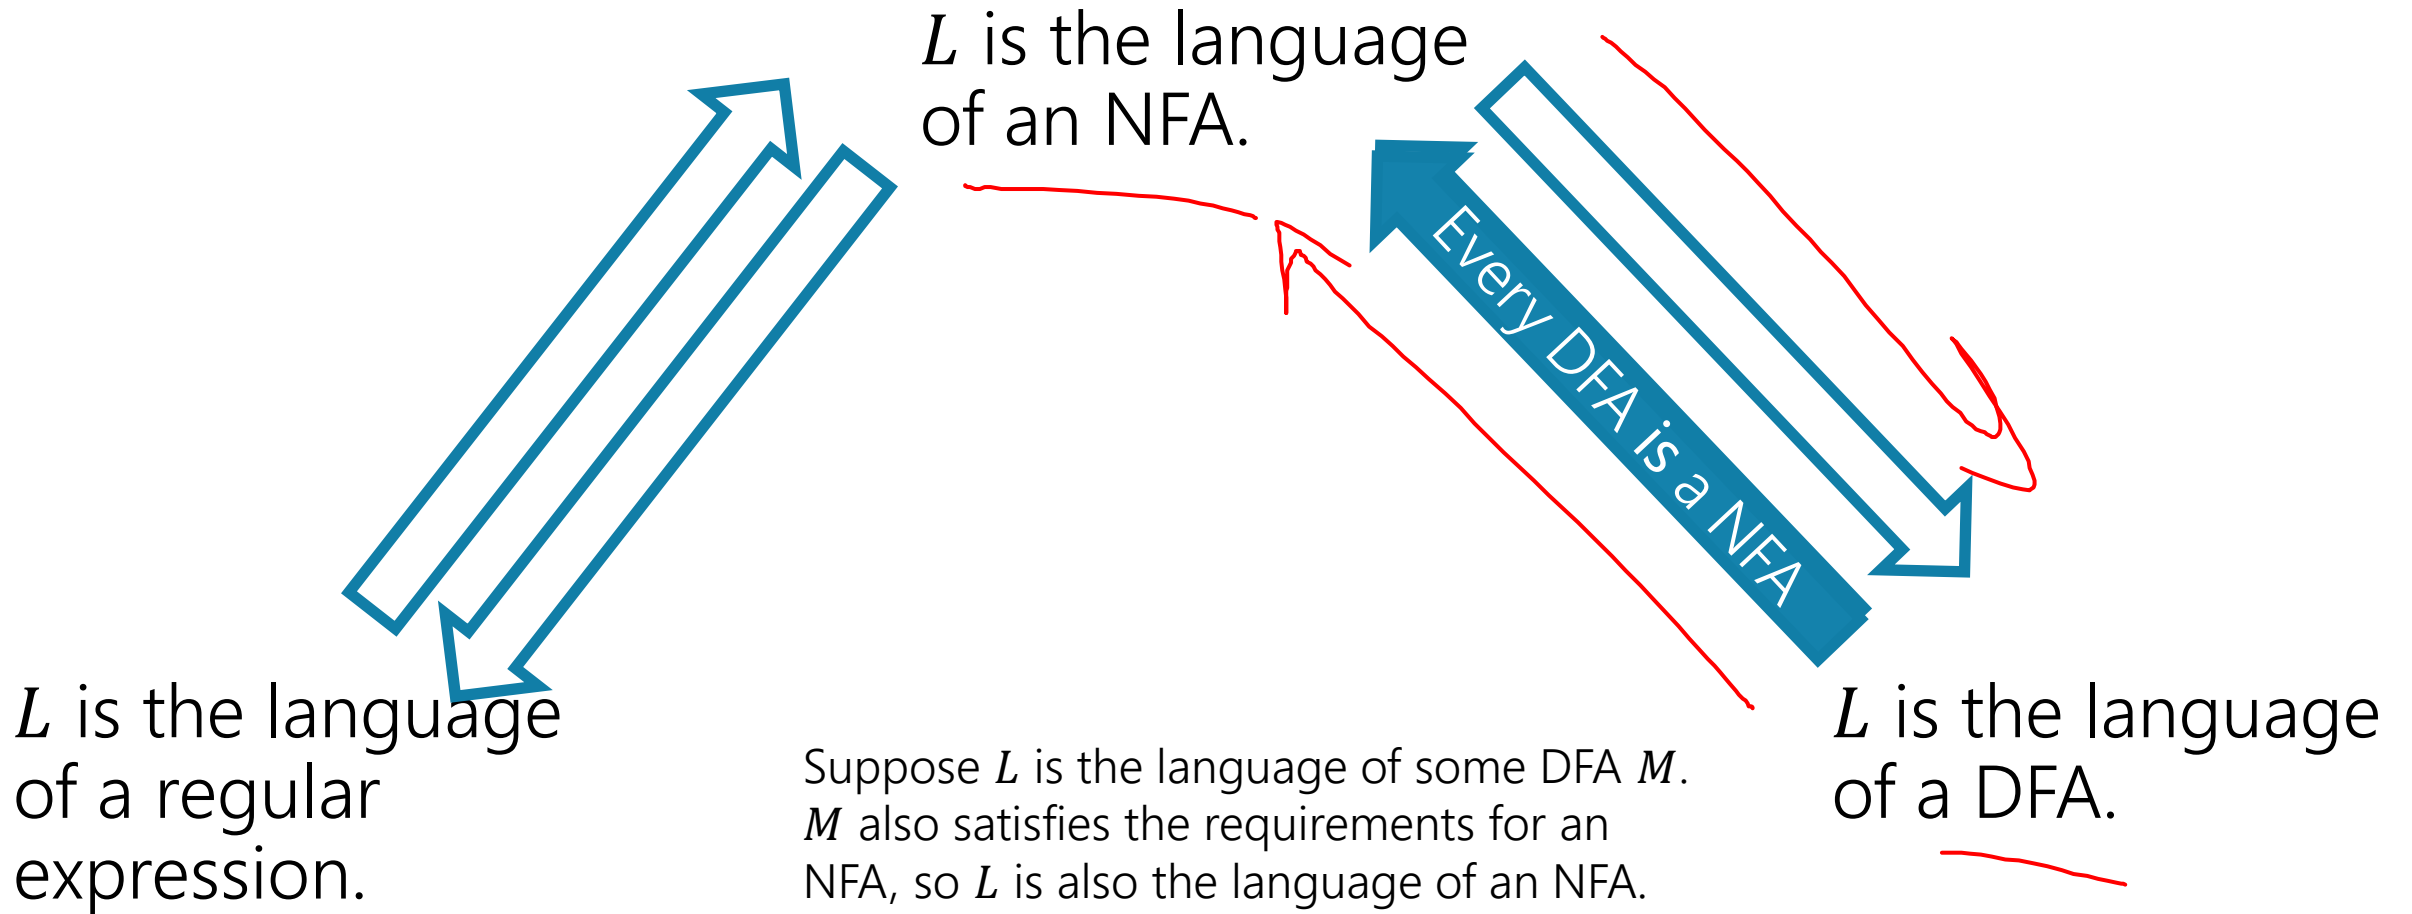 L is the language
of an NFA.
Every DFA is a NFA
L is the language
of a regular
expression.
Suppose L is the language of some DFA M.
M also satisfies the requirements for an
NFA, so L is also the language of an NFA.
L is the language
of a DFA.